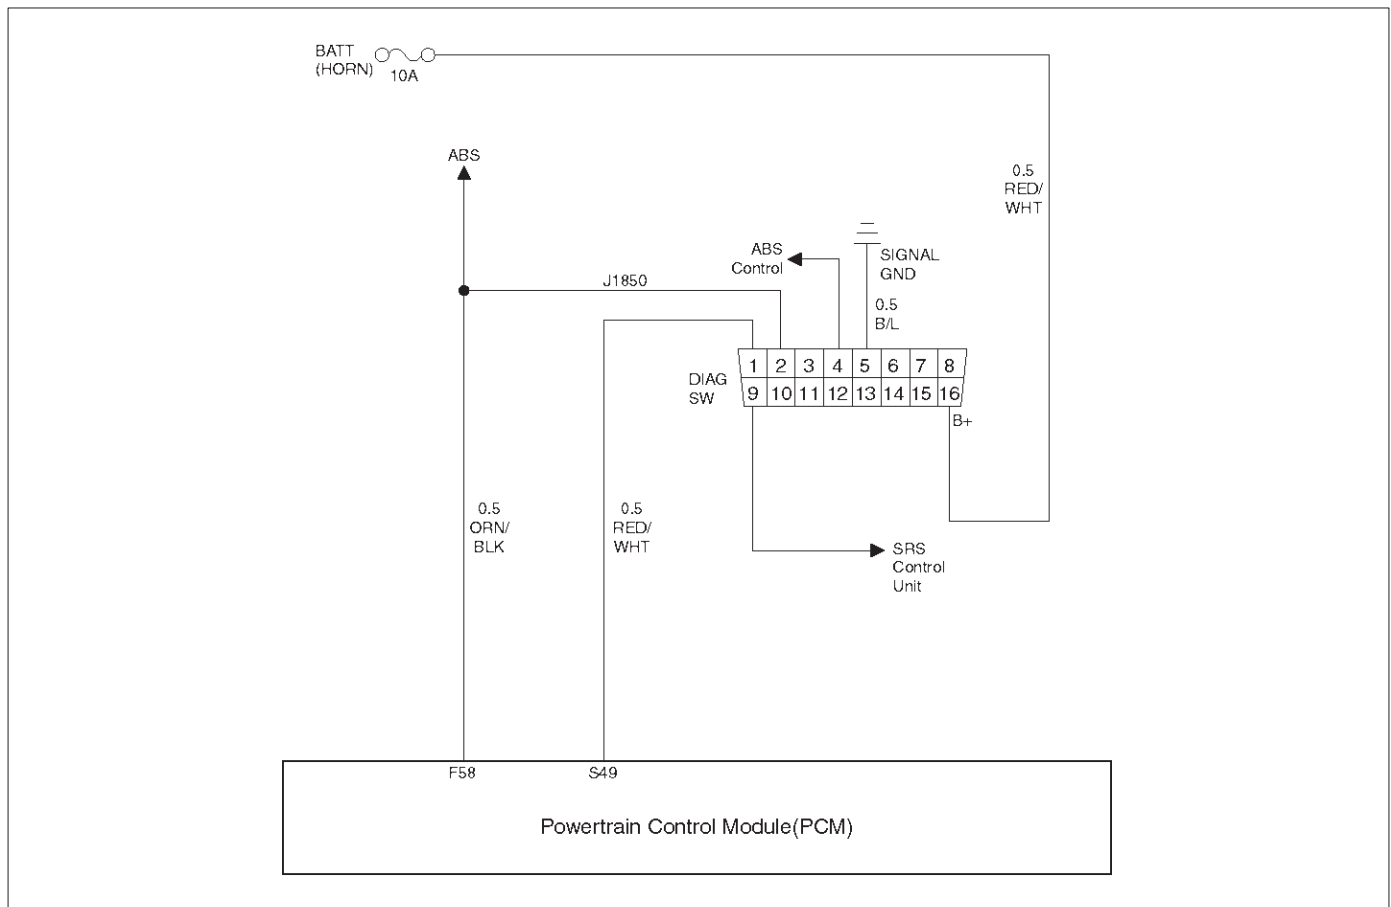 BATT
(HORN)
10A
ABS
0.5
RED/
WHT
ABS
Control
SIGNAL
GND
J1850
0.5
B/L
DIAG
SW
1 2 3 4 5 6 7 8
9 10 11 12 13 14 15 16
B+
0.5
ORN/
BLK
0.5
RED/
WHT
SRS
Control
Unit
F58
S49
Powertrain Control Module(PCM)